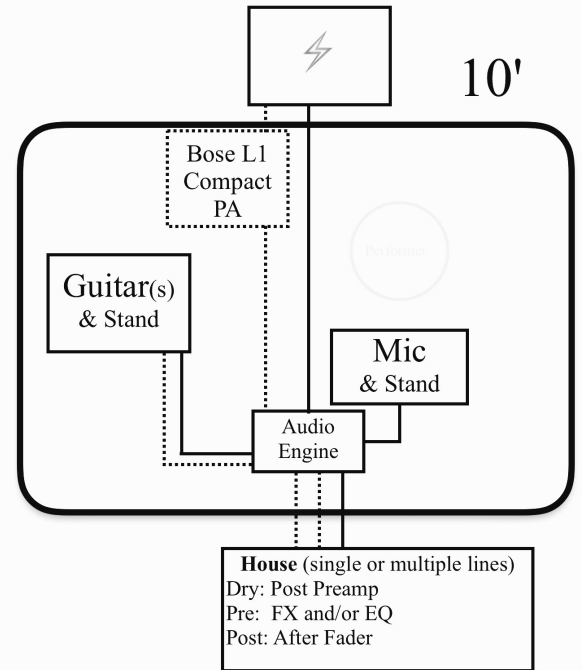 10'
Bose L1
Compact
PA
Performer
Guitar(s)
& Stand
Mic
& Stand
Audio
Engine
House (single or multiple lines)
Dry: Post Preamp
Pre: FX and/or EQ
Post: After Fader